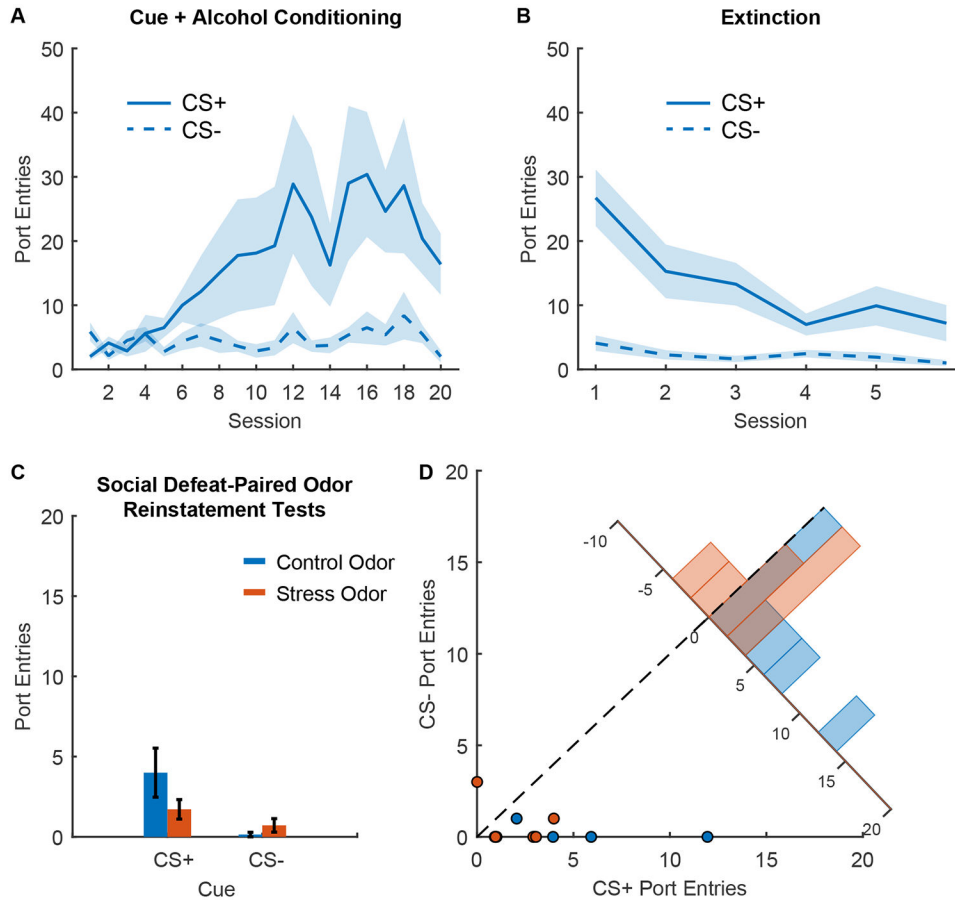 A
Cue + Alcohol Conditioning
50
40
30
20
10
0
Port Entries
CS+
CS-
2 4 6 8 10 12 14 16 18 20
Session
B
Extinction
50
40
30
20
10
0
Port Entries
CS+
CS-
1 2 3 4 5
Session
C
Social Defeat-Paired Odor
Reinstatement Tests
20
15
10
5
0
Port Entries
Control Odor
Stress Odor
CS+ CS-
Cue
D
20
15
10
5
0
CS- Port Entries
-10
-5
0
5
10
15
20
0 5 10 15 20
CS+ Port Entries